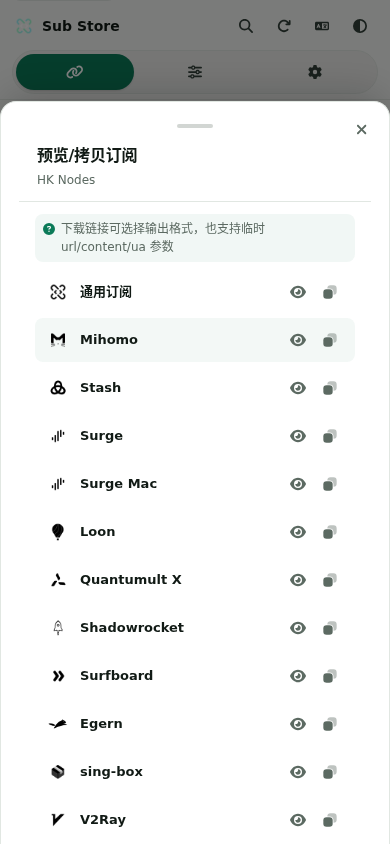 Sub Store
预览/拷贝订阅
HK Nodes
下载链接可选择输出格式，也支持临时
url/content/ua 参数
通用订阅
Mihomo
Stash
Surge
Surge Mac
Loon
Quantumult X
Shadowrocket
Surfboard
Egern
sing-box
V2Ray